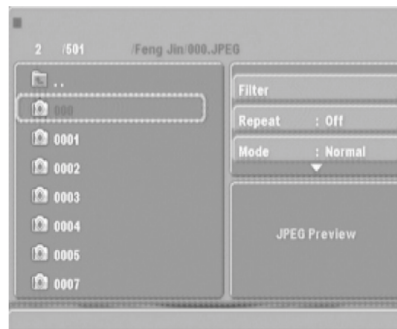 2 /501 /Feng Jin/000.JPEG
..
000
0001
0002
0003
0004
0005
0007
Filter
Repeat : Off
Mode : Normal
JPEG Preview